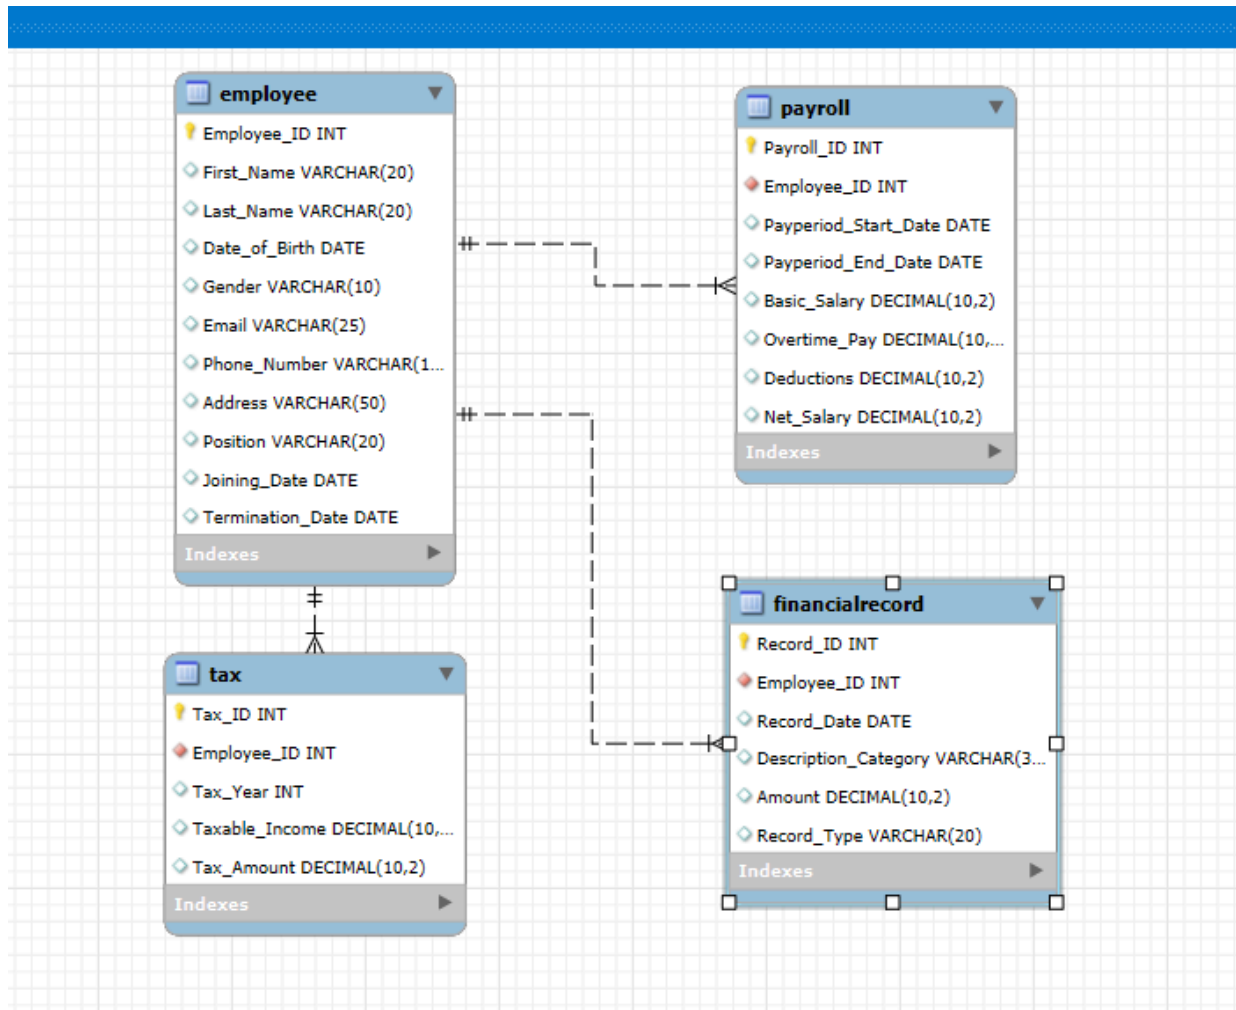 employee
Employee_ID INT
First_Name VARCHAR(20)
Last_Name VARCHAR(20)
Date_of_Birth DATE
Gender VARCHAR(10)
Email VARCHAR(25)
Phone_Number VARCHAR(1...
Address VARCHAR(50)
Position VARCHAR(20)
Joining_Date DATE
Termination_Date DATE
Indexes
payroll
Payroll_ID INT
Employee_ID INT
Payperiod_Start_Date DATE
Payperiod_End_Date DATE
Basic_Salary DECIMAL(10,2)
Overtime_Pay DECIMAL(10,...
Deductions DECIMAL(10,2)
Net_Salary DECIMAL(10,2)
Indexes
tax
Tax_ID INT
Employee_ID INT
Tax_Year INT
Taxable_Income DECIMAL(10,...
Tax_Amount DECIMAL(10,2)
Indexes
financialrecord
Record_ID INT
Employee_ID INT
Record_Date DATE
Description_Category VARCHAR(3...
Amount DECIMAL(10,2)
Record_Type VARCHAR(20)
Indexes